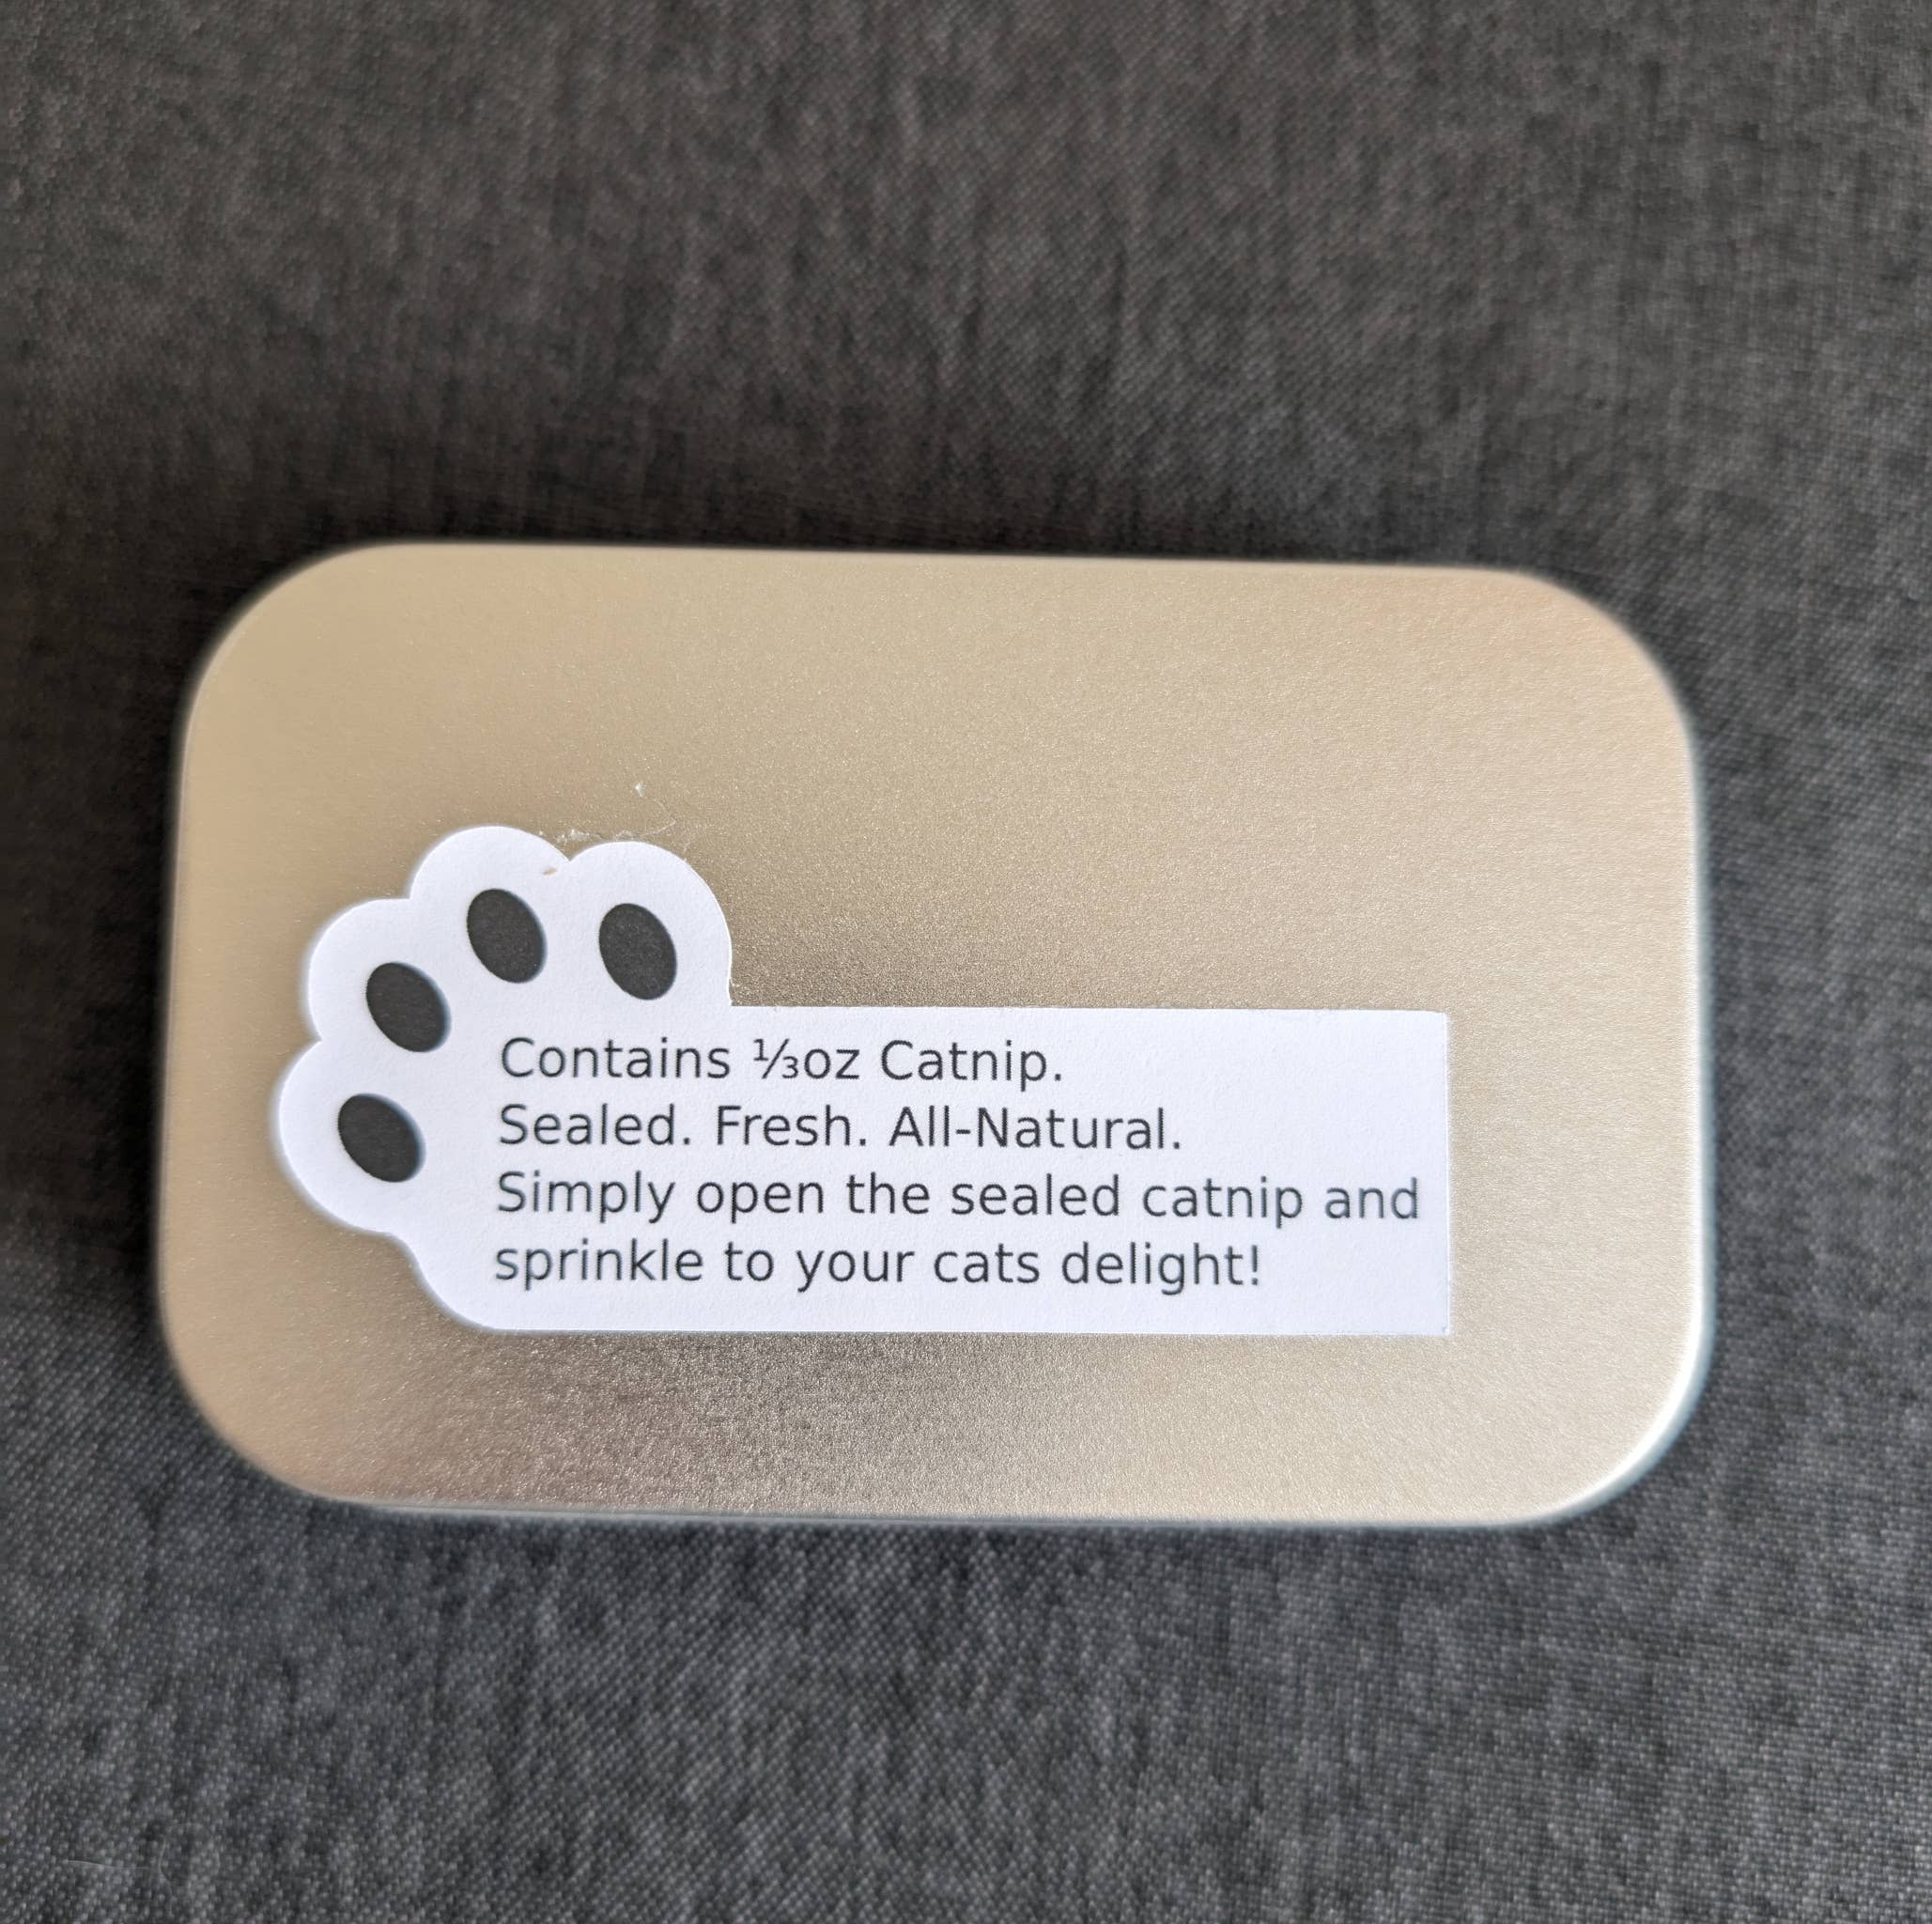 Contains ⅓oz Catnip.
Sealed. Fresh. All-Natural.
Simply open the sealed catnip and
sprinkle to your cats delight!